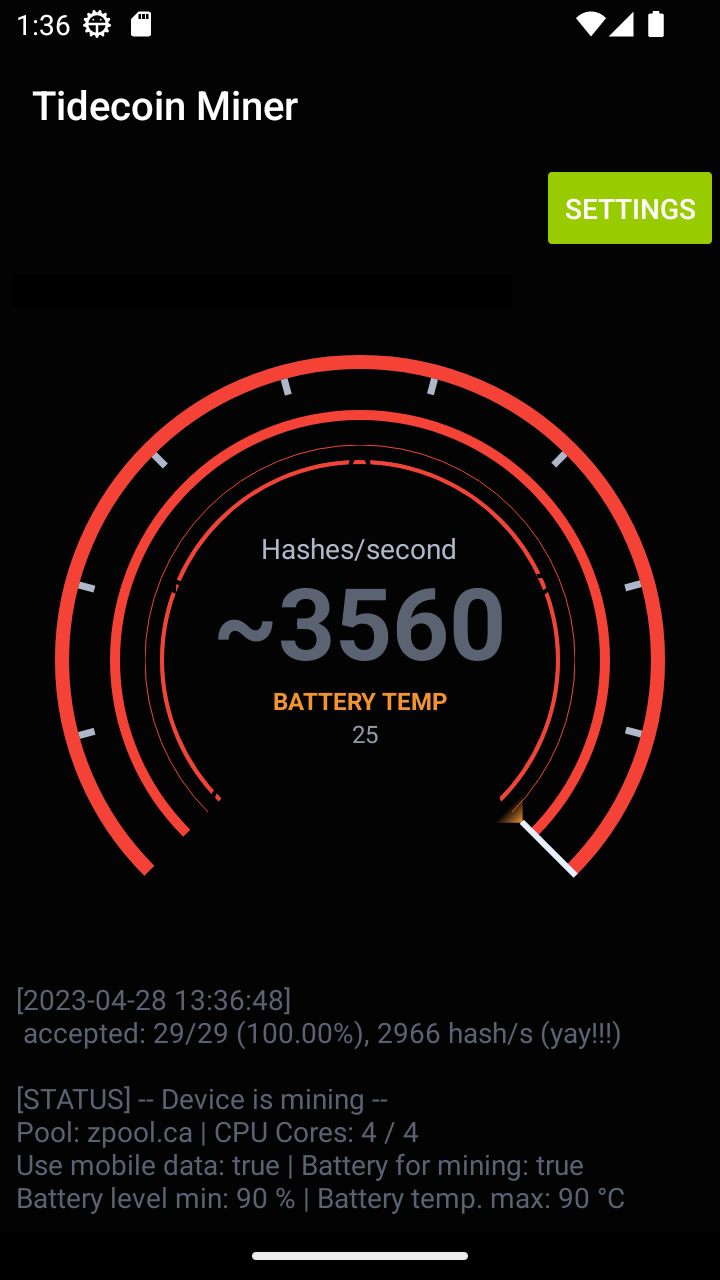 1:36
Tidecoin Miner
SETTINGS
Hashes/second
~3560
BATTERY TEMP
25
[2023-04-28 13:36:48]
accepted: 29/29 (100.00%), 2966 hash/s (yay!!!)
[STATUS] -- Device is mining --
Pool: zpool.ca | CPU Cores: 4 / 4
Use mobile data: true | Battery for mining: true
Battery level min: 90 % | Battery temp. max: 90 °C